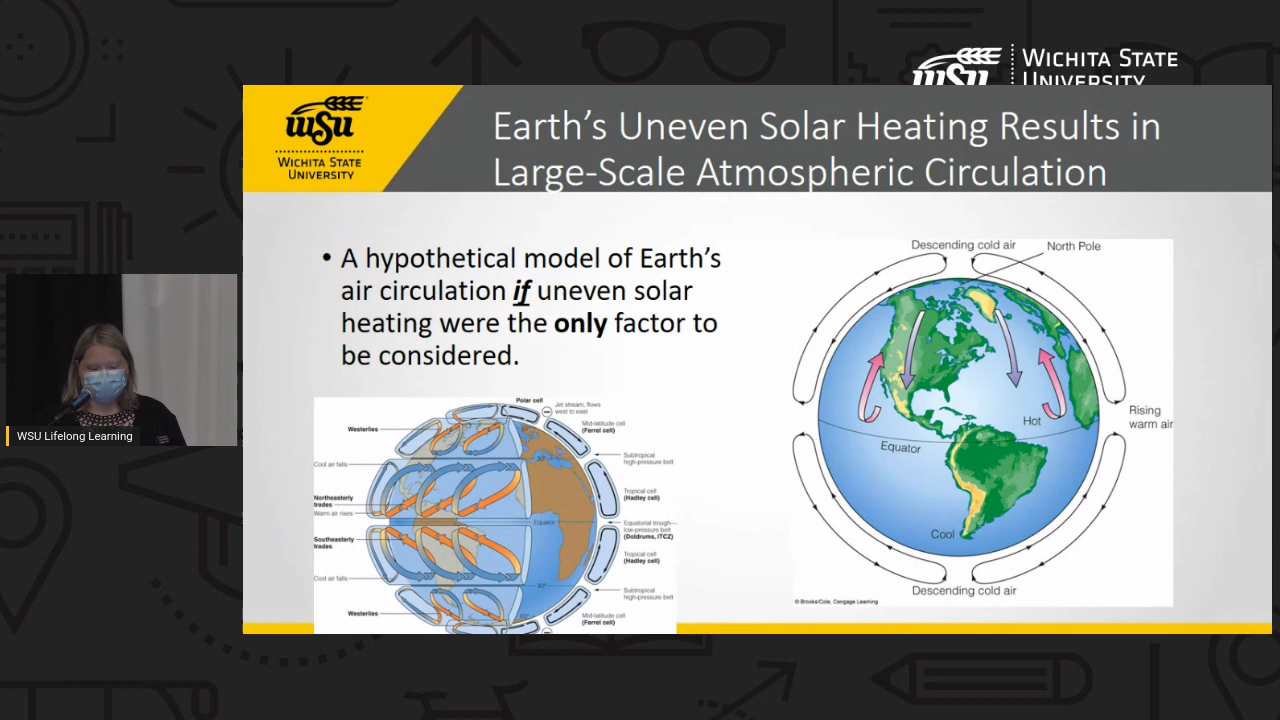 WSU
WICHITA STATE
UNIVERSITY
WSU
WICHITA STATE
UNIVERSITY
Earth's Uneven Solar Heating Results in
Large-Scale Atmospheric Circulation
• A hypothetical model of Earth's
air circulation if uneven solar
heating were the only factor to
be considered.
WSU Lifelong Learning
Polar cell
Jet stream, flows
west to east
Westerlies
Mid-latitude cell
(Ferrel cell)
Cool air falls
Subtropical
high-pressure belt
Northeasterly
trades
Warm air rises
Tropical cell
(Hadley cell)
Equator
Equatorial trough—
low-pressure belt
(Doldrums, ITCZ)
Southeasterly
trades
Tropical cell
(Hadley cell)
Cool air falls
30°
Subtropical
high-pressure belt
Westerlies
Mid-latitude cell
(Ferrel cell)
Descending cold air
North Pole
Rising
warm air
Hot
Equator
Cool
Descending cold air
© Brooks/Cole, Cengage Learning